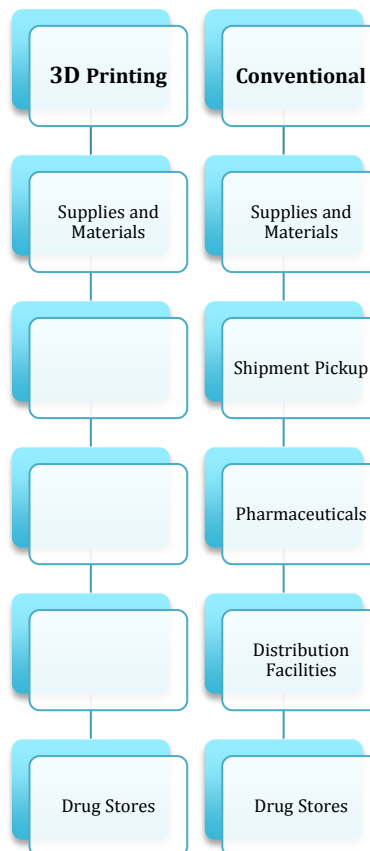 3D Printing
Conventional
Supplies and
Materials
Supplies and
Materials
Shipment Pickup
Pharmaceuticals
Distribution
Facilities
Drug Stores
Drug Stores